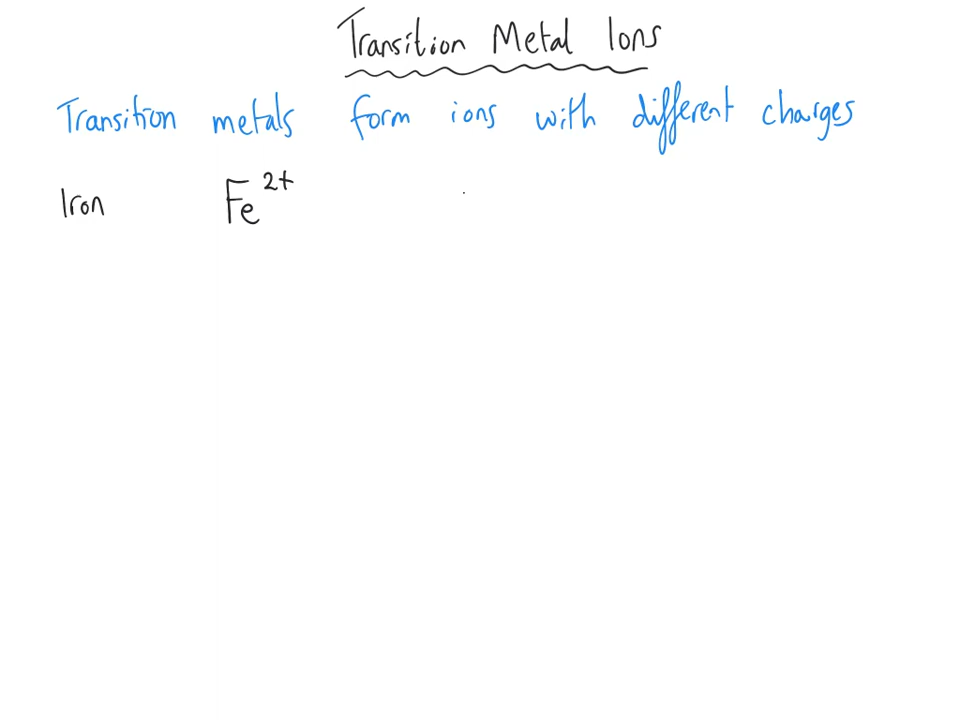 Transition Metal Ions
Transition metals form ions with different charges
Iron Fe²⁺